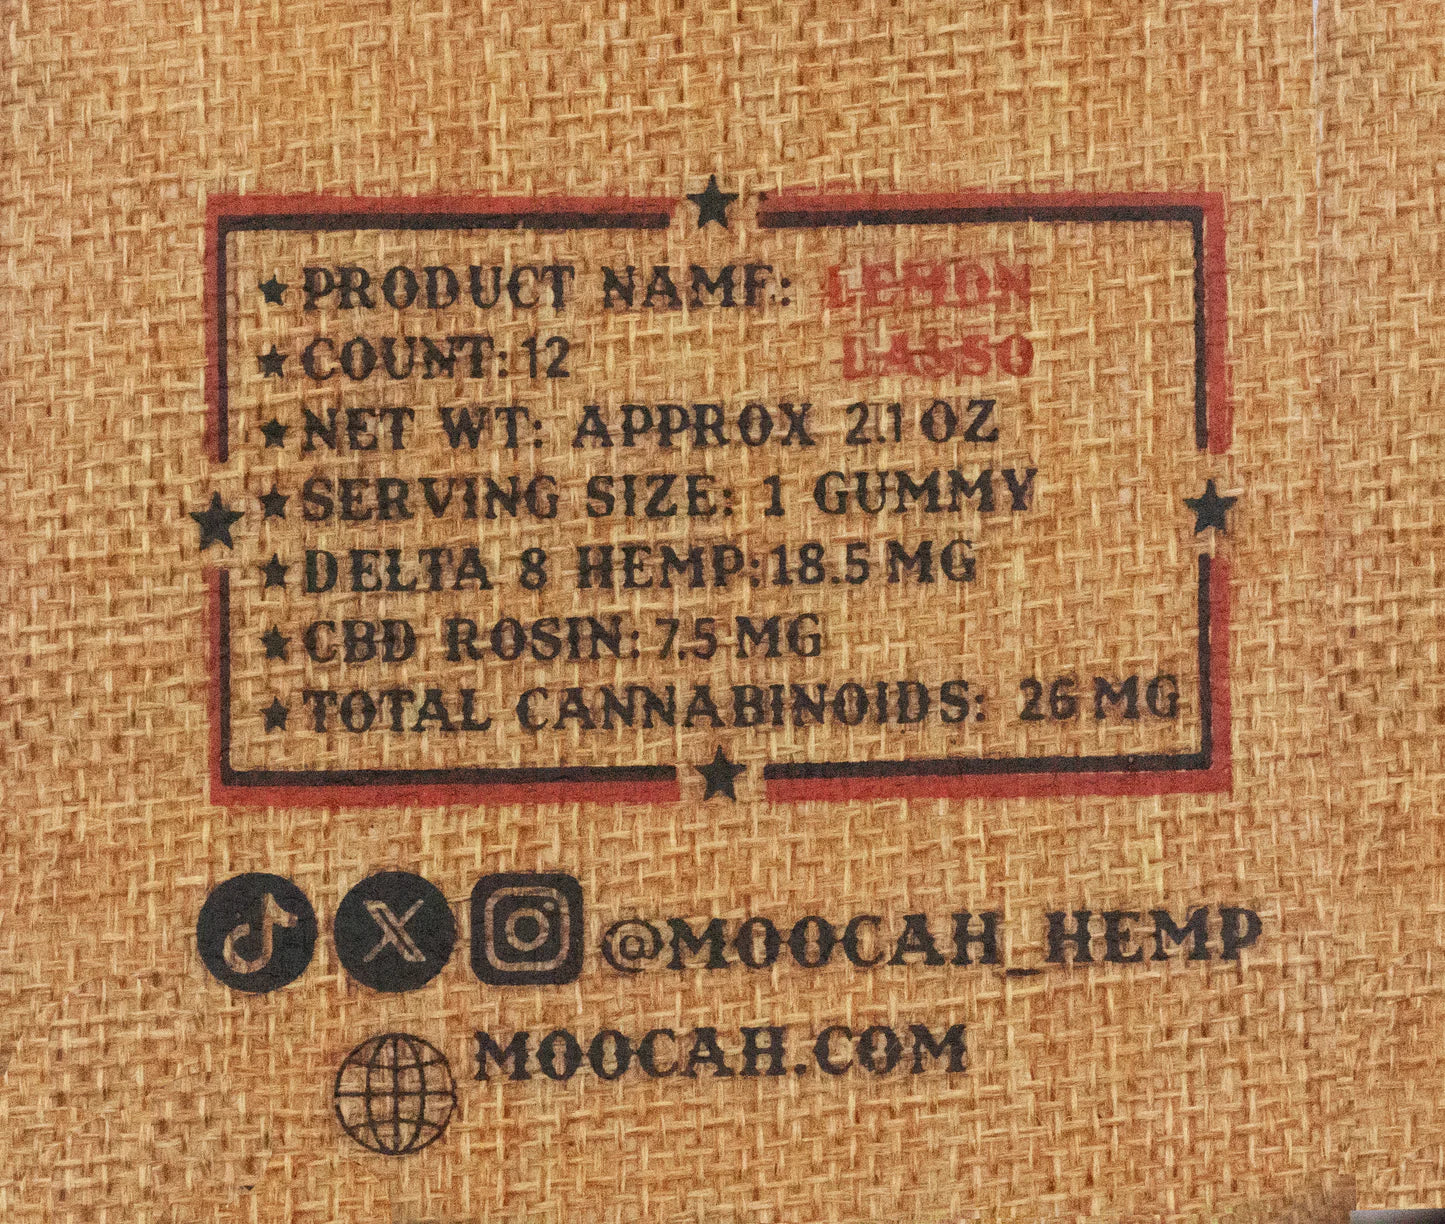 PRODUCT NAME: LEMON
LASSO
COUNT: 12
NET WT: APPROX 2.1 OZ
SERVING SIZE: 1 GUMMY
DELTA 8 HEMP: 18.5 MG
CBD ROSIN: 7.5 MG
TOTAL CANNABINOIDS: 26 MG
@MOOCAH_HEMP
MOOCAH.COM